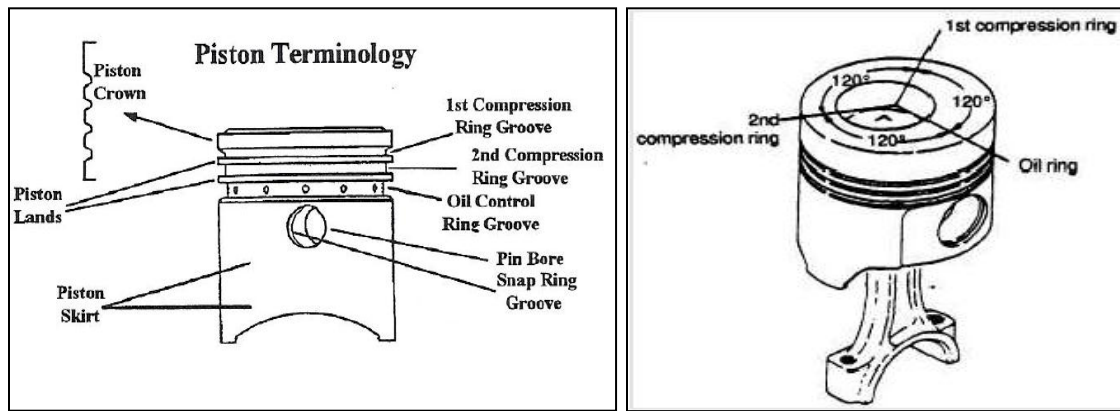 Piston Terminology
Piston
Crown
1st Compression
Ring Groove
2nd Compression
Ring Groove
Piston
Lands
Oil Control
Ring Groove
Pin Bore
Snap Ring
Groove
Piston
Skirt
1st compression ring
120°
120°
2nd
compression ring
120°
Oil ring